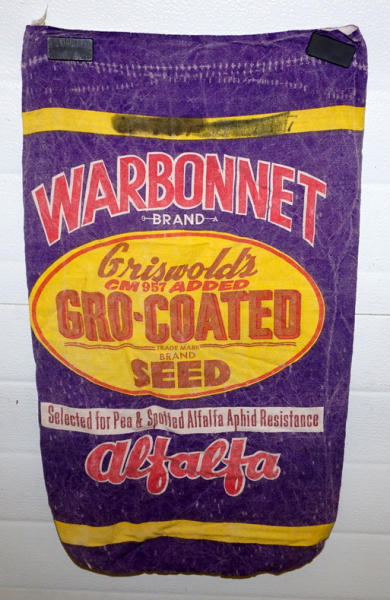 WARBONNET
BRAND
Griswold's
GM 957 ADDED
GRO-COATED
TRADE MARK
BRAND
SEED
Selected for Pea & Spotted Alfalfa Aphid Resistance
alfalfa